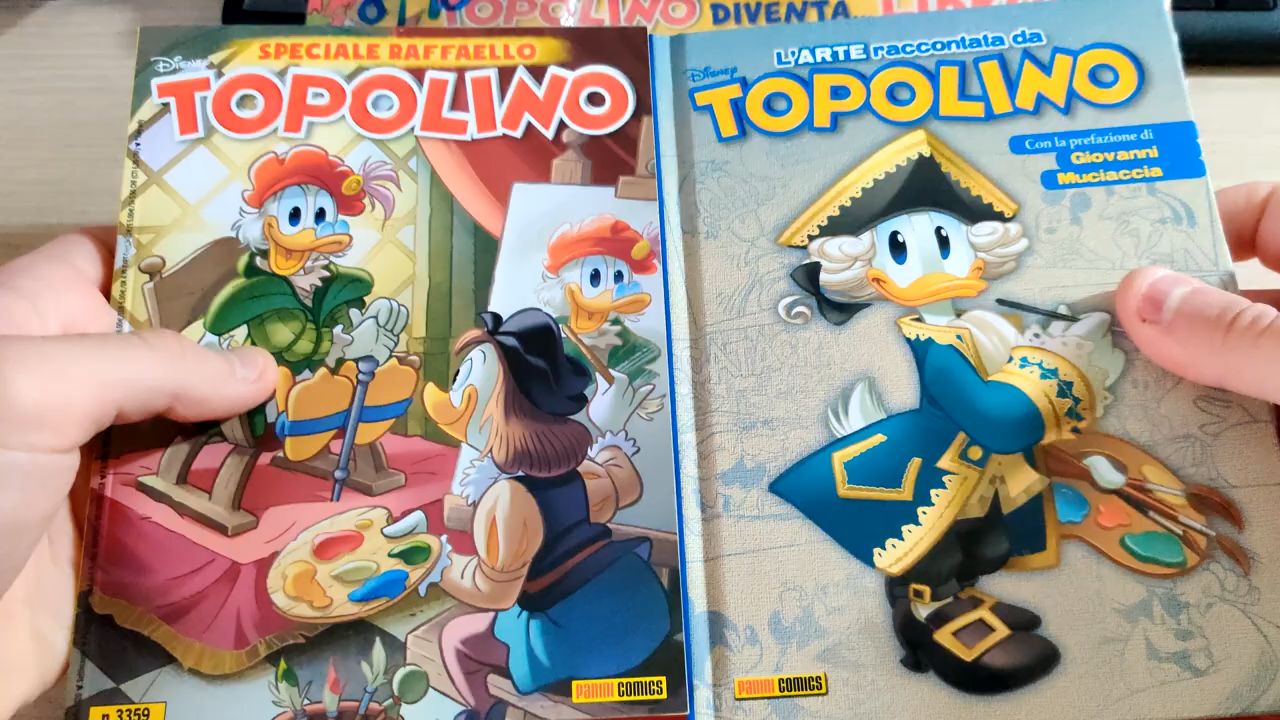 TOPOLINO DIVENTA...
DISNEY
SPECIALE RAFFAELLO
TOPOLINO
PANINI COMICS
n.3359
L'ARTE raccontata da
DISNEY
TOPOLINO
Con la prefazione di
Giovanni
Muciaccia
PANINI COMICS